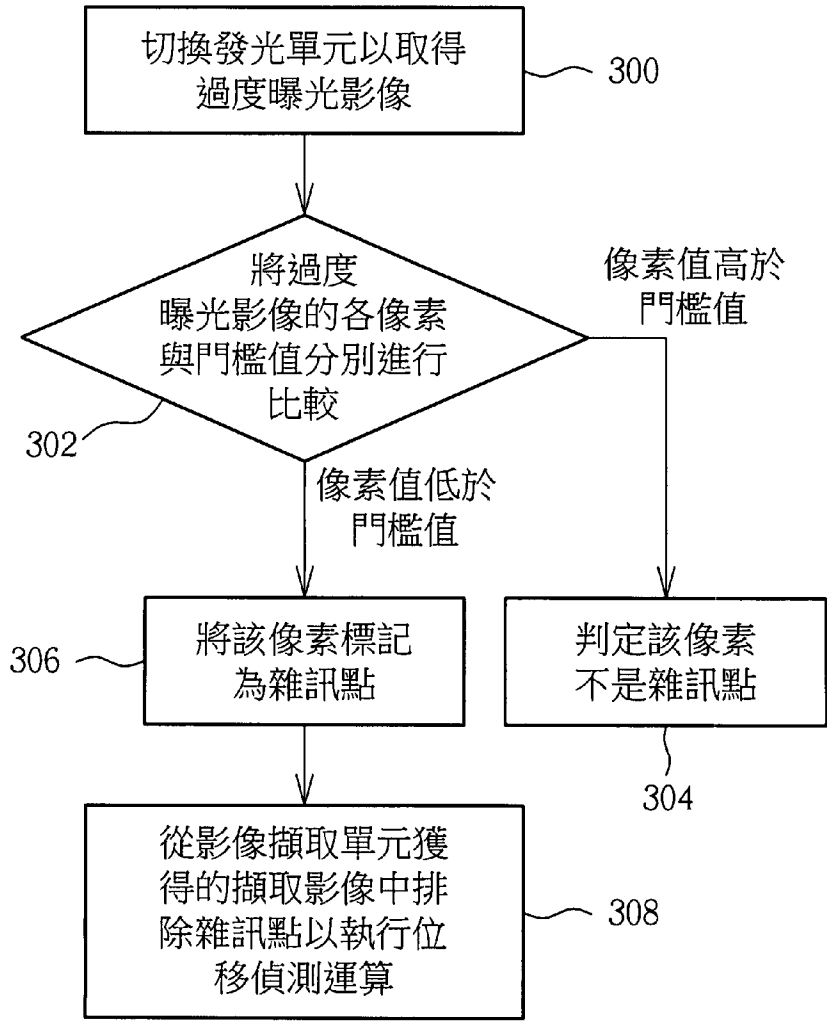 切換發光單元以取得
過度曝光影像
300
將過度
曝光影像的各像素
與門檻值分別進行
比較
302
像素值高於
門檻值
像素值低於
門檻值
將該像素標記
為雜訊點
306
判定該像素
不是雜訊點
304
從影像擷取單元獲
得的擷取影像中排
除雜訊點以執行位
移偵測運算
308